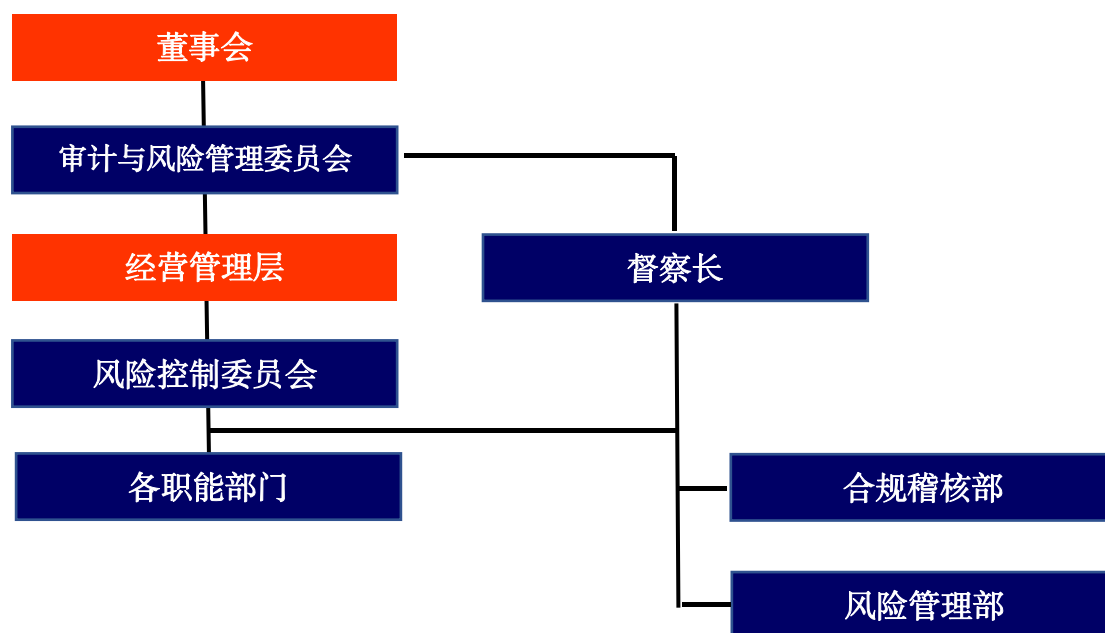 董事会
审计与风险管理委员会
经营管理层
督察长
风险控制委员会
各职能部门
合规稽核部
风险管理部